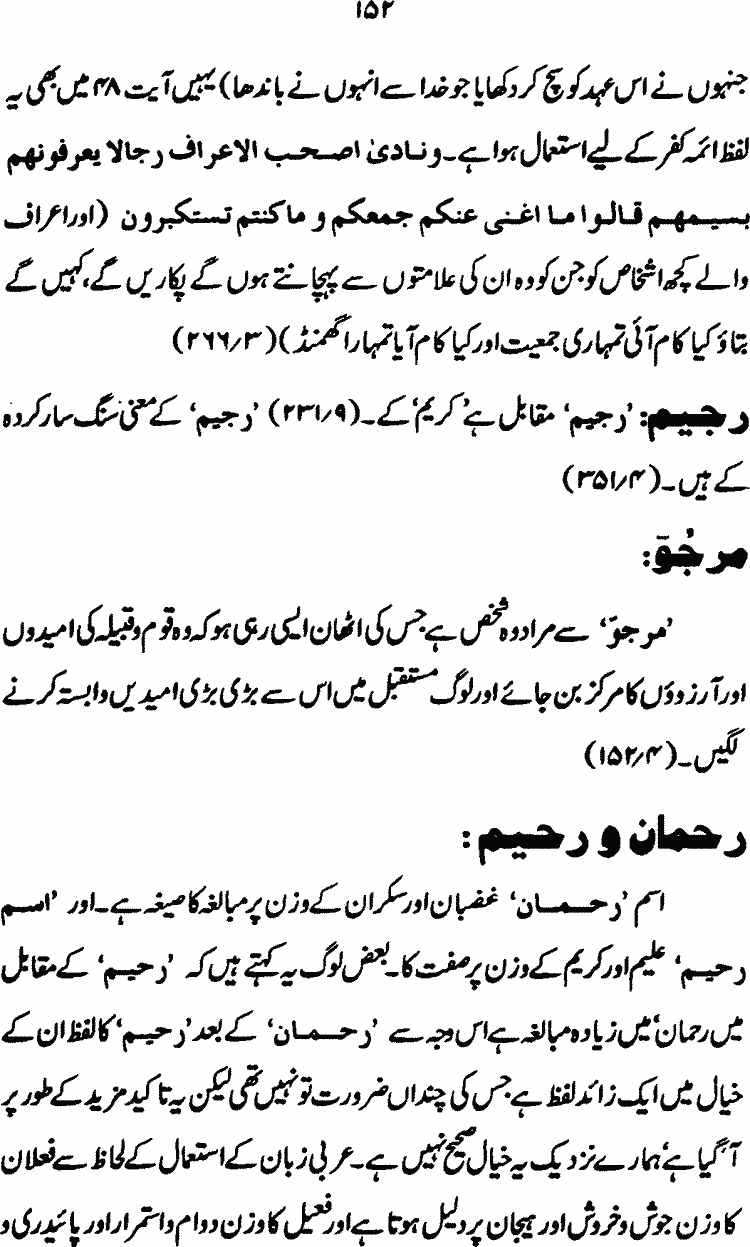 ۱۵۲
جنہوں نے اس عہد کو سچ کر دکھایا جو خدا سے انہوں نے باندھا) یہیں آیت ۴۸ میں بھی یہ
لفظ ائمہ کفر کے لیے استعمال ہوا ہے۔ ونادیٰ اصحب الاعراف رجالا یعرفونھم
بسیمھم قالوا ما اغنی عنکم جمعکم و ماکنتم تستکبرون (اور اعراف
والے کچھ اشخاص کو جن کو وہ ان کی علامتوں سے پہچانتے ہوں گے پکاریں گے، کہیں گے
بتاؤ کیا کام آئی تمہاری جمعیت اور کیا کام آیا تمہارا گھمنڈ) (۲۶۶/۳)
رجیم: 'رجیم' مقابل ہے 'کریم' کے۔ (۲۳۱/۹) 'رجیم' کے معنی سنگ سار کردہ
کے ہیں۔ (۳۵۱/۴)
مرجُوّ:
'مرجوّ' سے مراد وہ شخص ہے جس کی اٹھان ایسی رہی ہو کہ وہ قوم و قبیلہ کی امیدوں
اور آرزوؤں کا مرکز بن جائے اور لوگ مستقبل میں اس سے بڑی بڑی امیدیں وابستہ کرنے
لگیں۔ (۱۵۲/۴)
رحمان و رحیم:
اسم 'رحمان' غضبان اور سکران کے وزن پر مبالغہ کا صیغہ ہے۔ اور 'اسم
رحیم' علیم اور کریم کے وزن پر صفت کا۔ بعض لوگ یہ کہتے ہیں کہ 'رحیم' کے مقابل
میں رحمان' میں زیادہ مبالغہ ہے اس وجہ سے 'رحمان' کے بعد 'رحیم' کا لفظ ان کے
خیال میں ایک زائد لفظ ہے جس کی چنداں ضرورت تو نہیں تھی لیکن یہ تاکید مزید کے طور پر
آ گیا ہے' ہمارے نزدیک یہ خیال صحیح نہیں ہے۔ عربی زبان کے استعمال کے لحاظ سے فعلان
کا وزن جوش و خروش اور ہیجان پر دلیل ہوتا ہے اور فعیل کا وزن دوام و استمرار اور پائیدری و